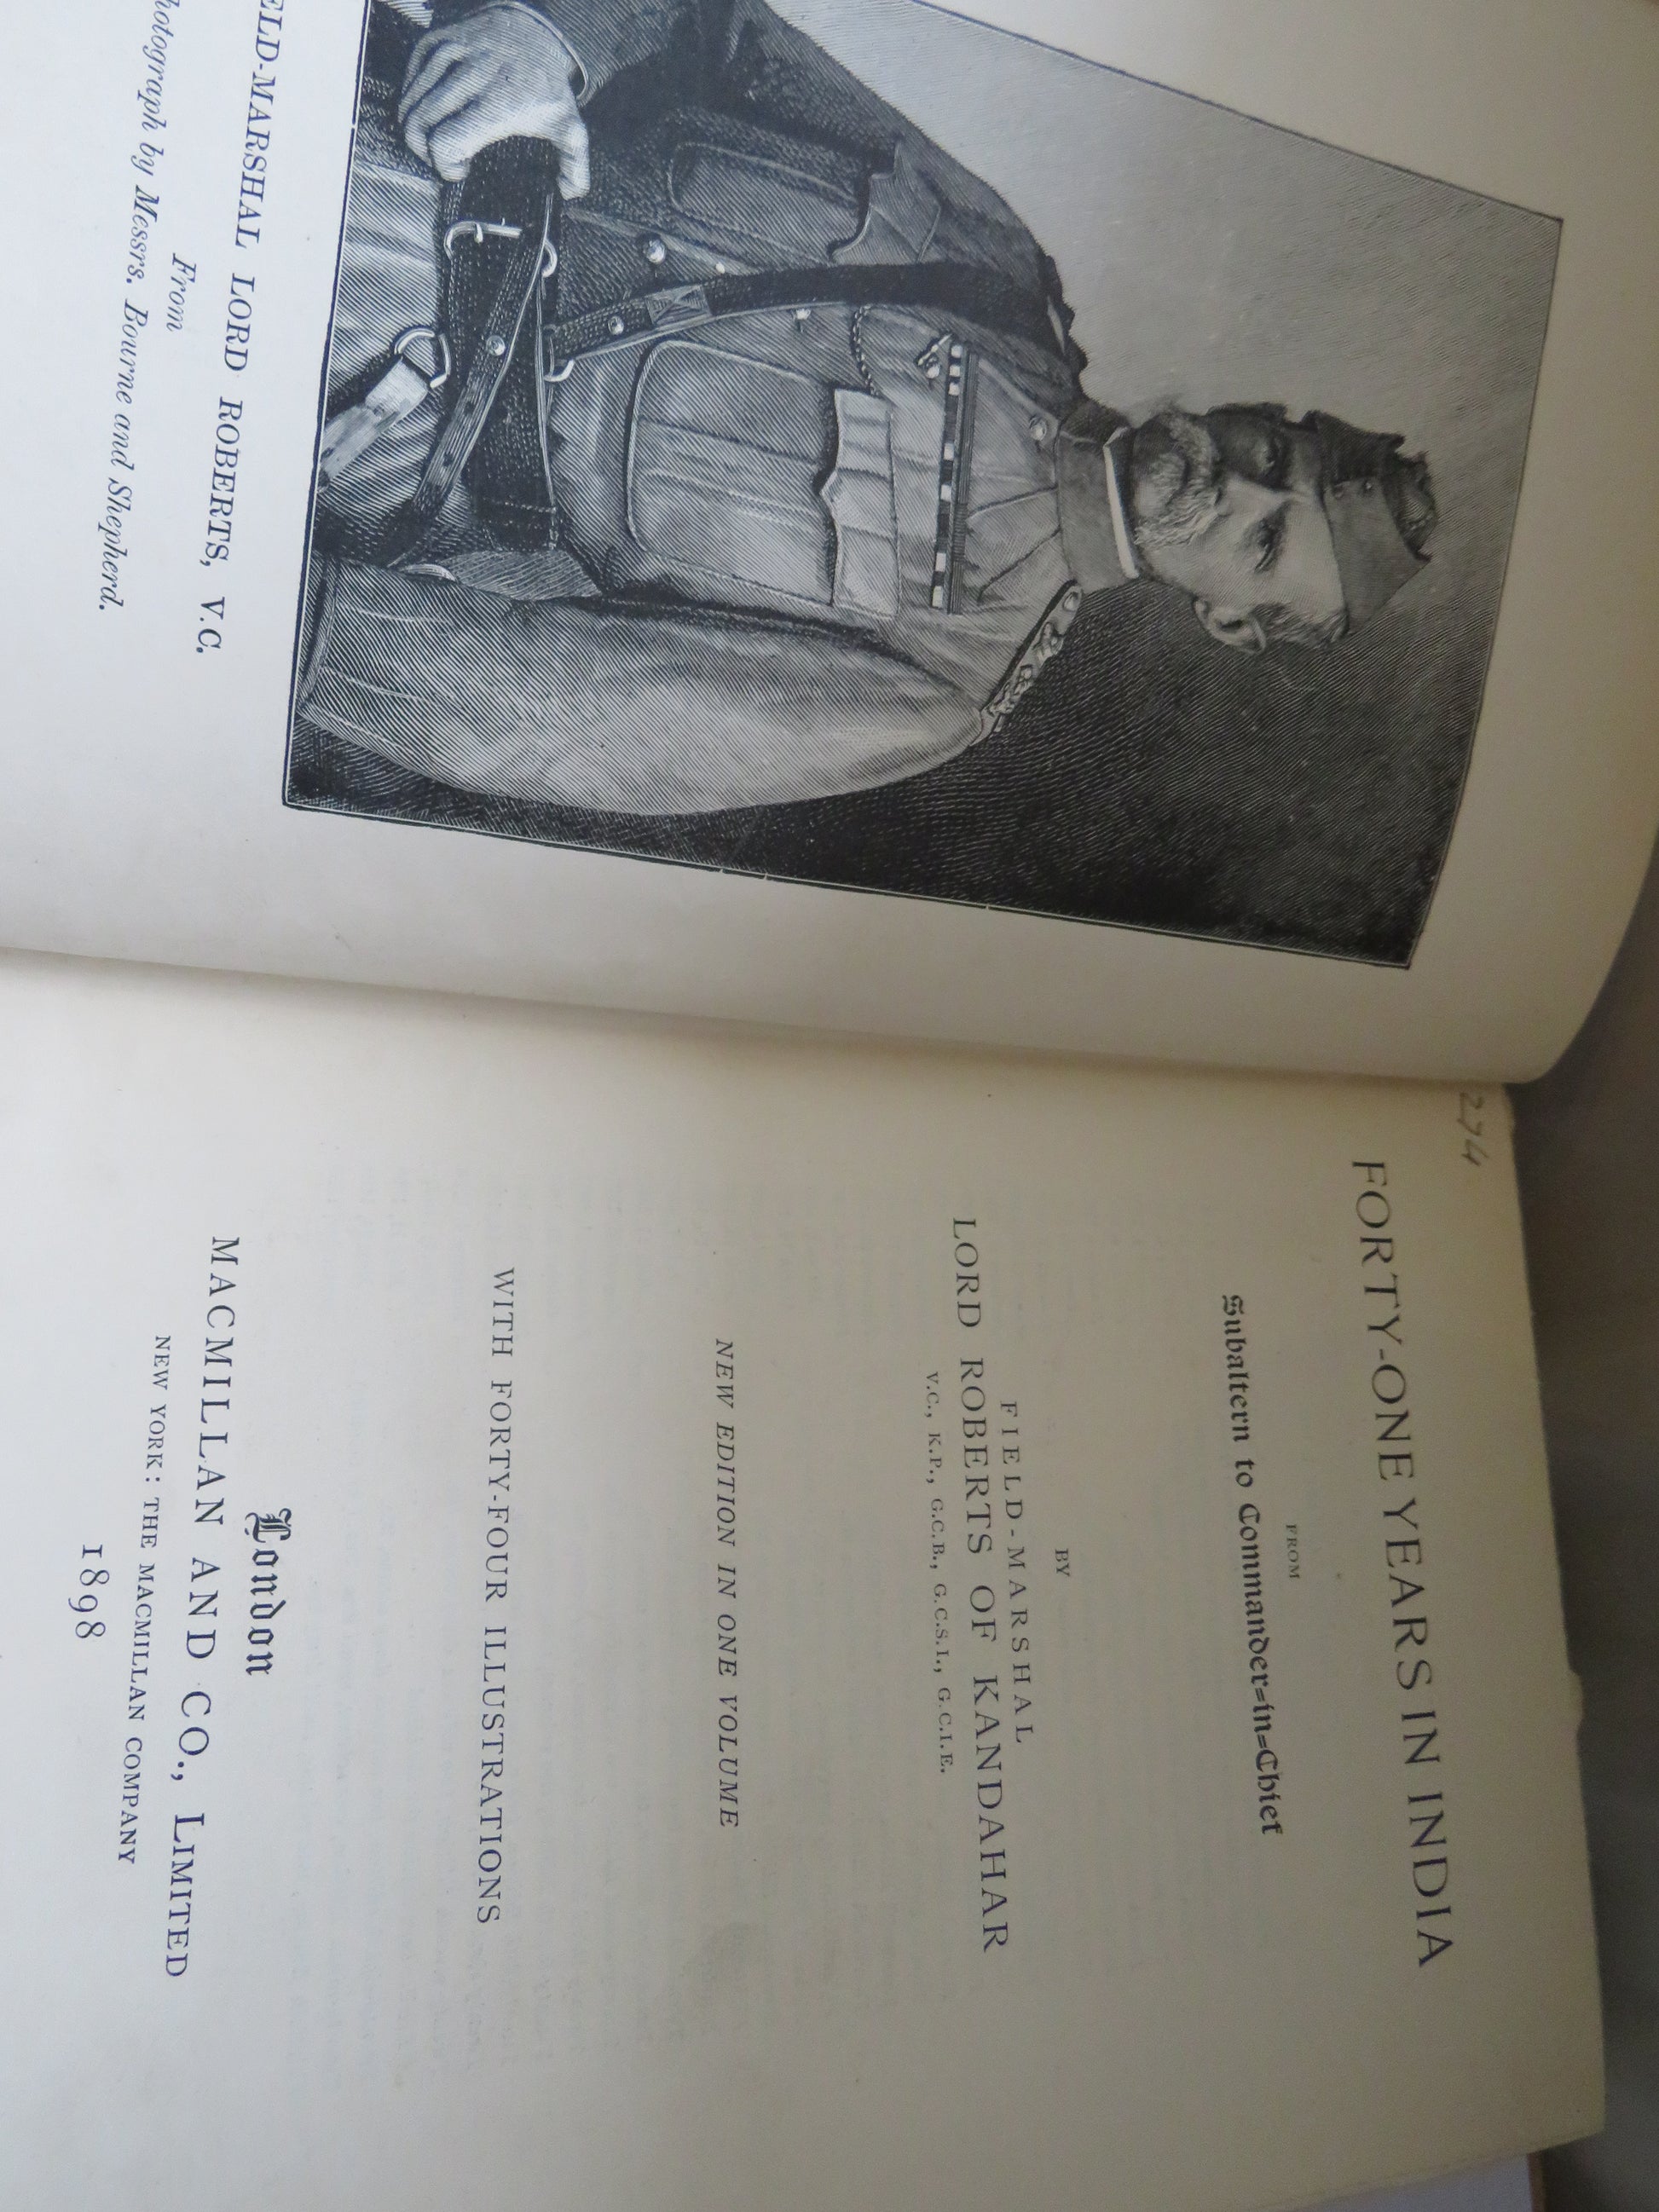 ELD-MARSHAL LORD ROBERTS, V.C.
From
hotograph by Messrs. Bourne and Shepherd.
274
FORTY-ONE YEARS IN INDIA
FROM
Subaltern to Commander-in-Chief
BY
FIELD-MARSHAL
LORD ROBERTS OF KANDAHAR
V.C., K.P., G.C.B., G.C.S.I., G.C.I.E.
NEW EDITION IN ONE VOLUME
WITH FORTY-FOUR ILLUSTRATIONS
London
MACMILLAN AND CO., LIMITED
NEW YORK: THE MACMILLAN COMPANY
1898